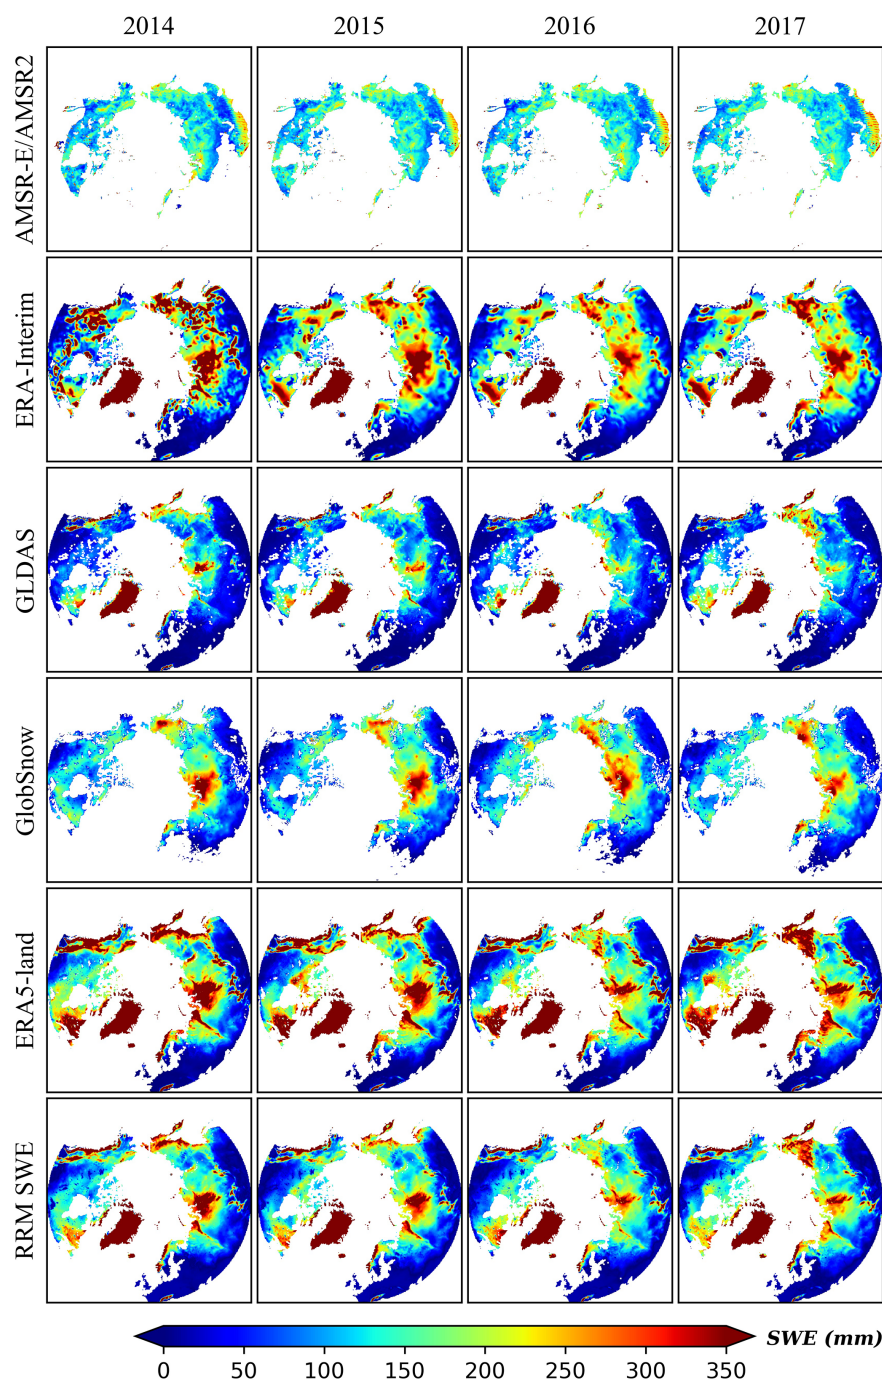 2014 2015 2016 2017
AMSR-E/AMSR2
ERA-Interim
GLDAS
GlobSnow
ERA5-land
RRM SWE
0 50 100 150 200 250 300 350 SWE (mm)